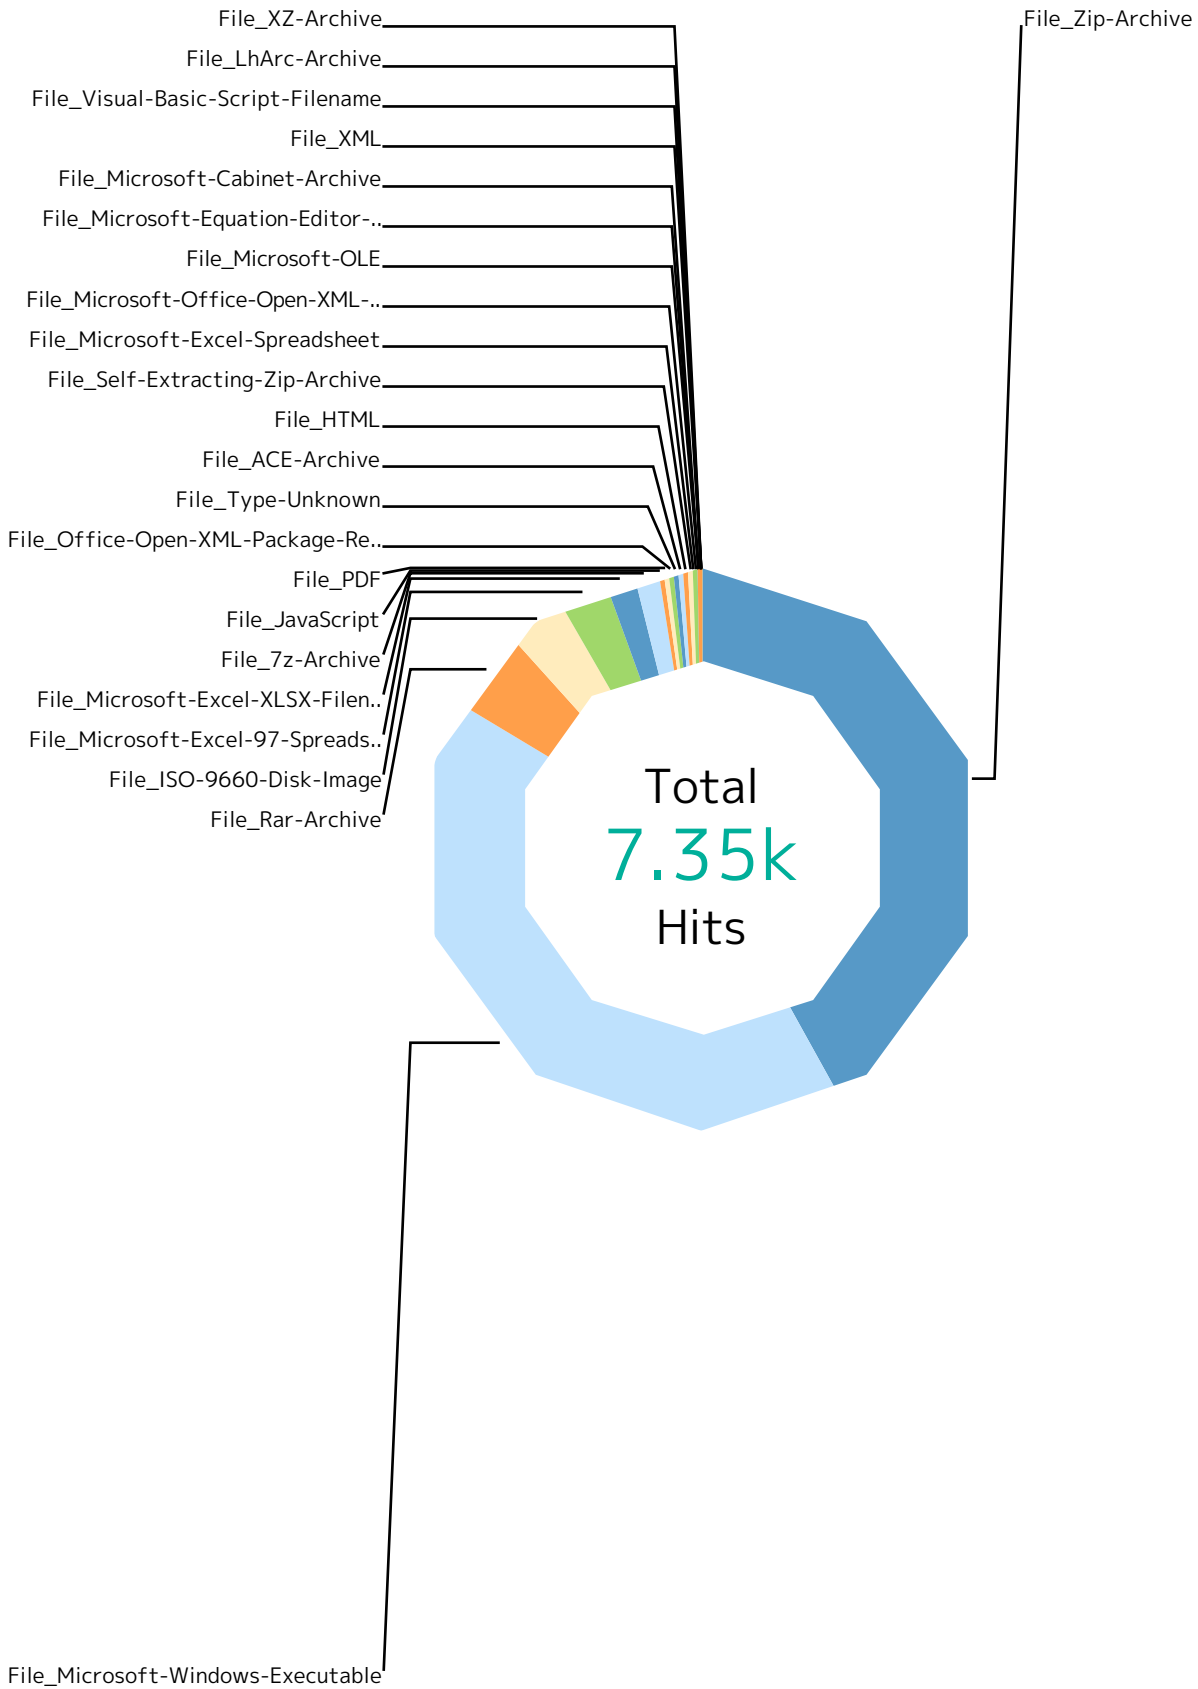 File_XZ-Archive
File_Zip-Archive
File_LhArc-Archive
File_Visual-Basic-Script-Filename
File_XML
File_Microsoft-Cabinet-Archive
File_Microsoft-Equation-Editor-..
File_Microsoft-OLE
File_Microsoft-Office-Open-XML-..
File_Microsoft-Excel-Spreadsheet
File_Self-Extracting-Zip-Archive
File_HTML
File_ACE-Archive
File_Type-Unknown
File_Office-Open-XML-Package-Re..
File_PDF
File_JavaScript
File_7z-Archive
File_Microsoft-Excel-XLSX-Filen..
File_Microsoft-Excel-97-Spreads..
File_ISO-9660-Disk-Image
File_Rar-Archive
Total
7.35k
Hits
File_Microsoft-Windows-Executable